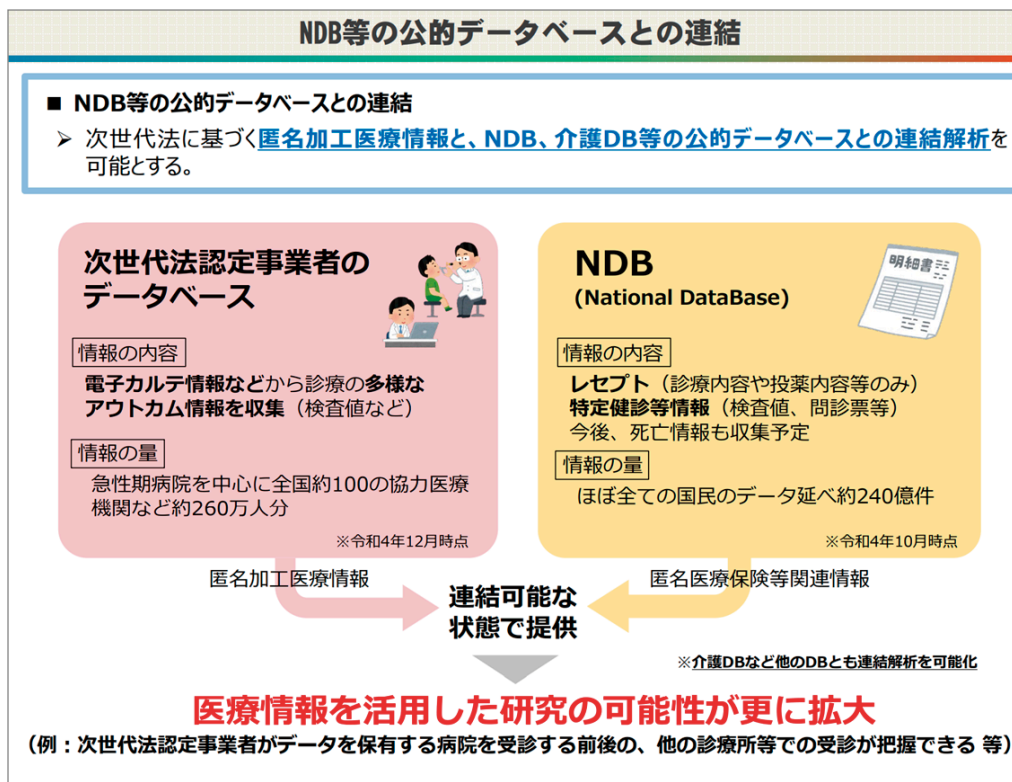 NDB等の公的データベースとの連結
■ NDB等の公的データベースとの連結
➢ 次世代法に基づく匿名加工医療情報と、NDB、介護DB等の公的データベースとの連結解析を
可能とする。
次世代法認定事業者の
データベース
情報の内容
電子カルテ情報などから診療の多様な
アウトカム情報を収集（検査値など）
情報の量
急性期病院を中心に全国約100の協力医療
機関など約260万人分
※令和4年12月時点
NDB
(National DataBase)
明細書
情報の内容
レセプト（診療内容や投薬内容等のみ）
特定健診等情報（検査値、問診票等）
今後、死亡情報も収集予定
情報の量
ほぼ全ての国民のデータ延べ約240億件
※令和4年10月時点
匿名加工医療情報
匿名医療保険等関連情報
連結可能な
状態で提供
※介護DBなど他のDBとも連結解析を可能化
医療情報を活用した研究の可能性が更に拡大
（例：次世代法認定事業者がデータを保有する病院を受診する前後の、他の診療所等での受診が把握できる 等）